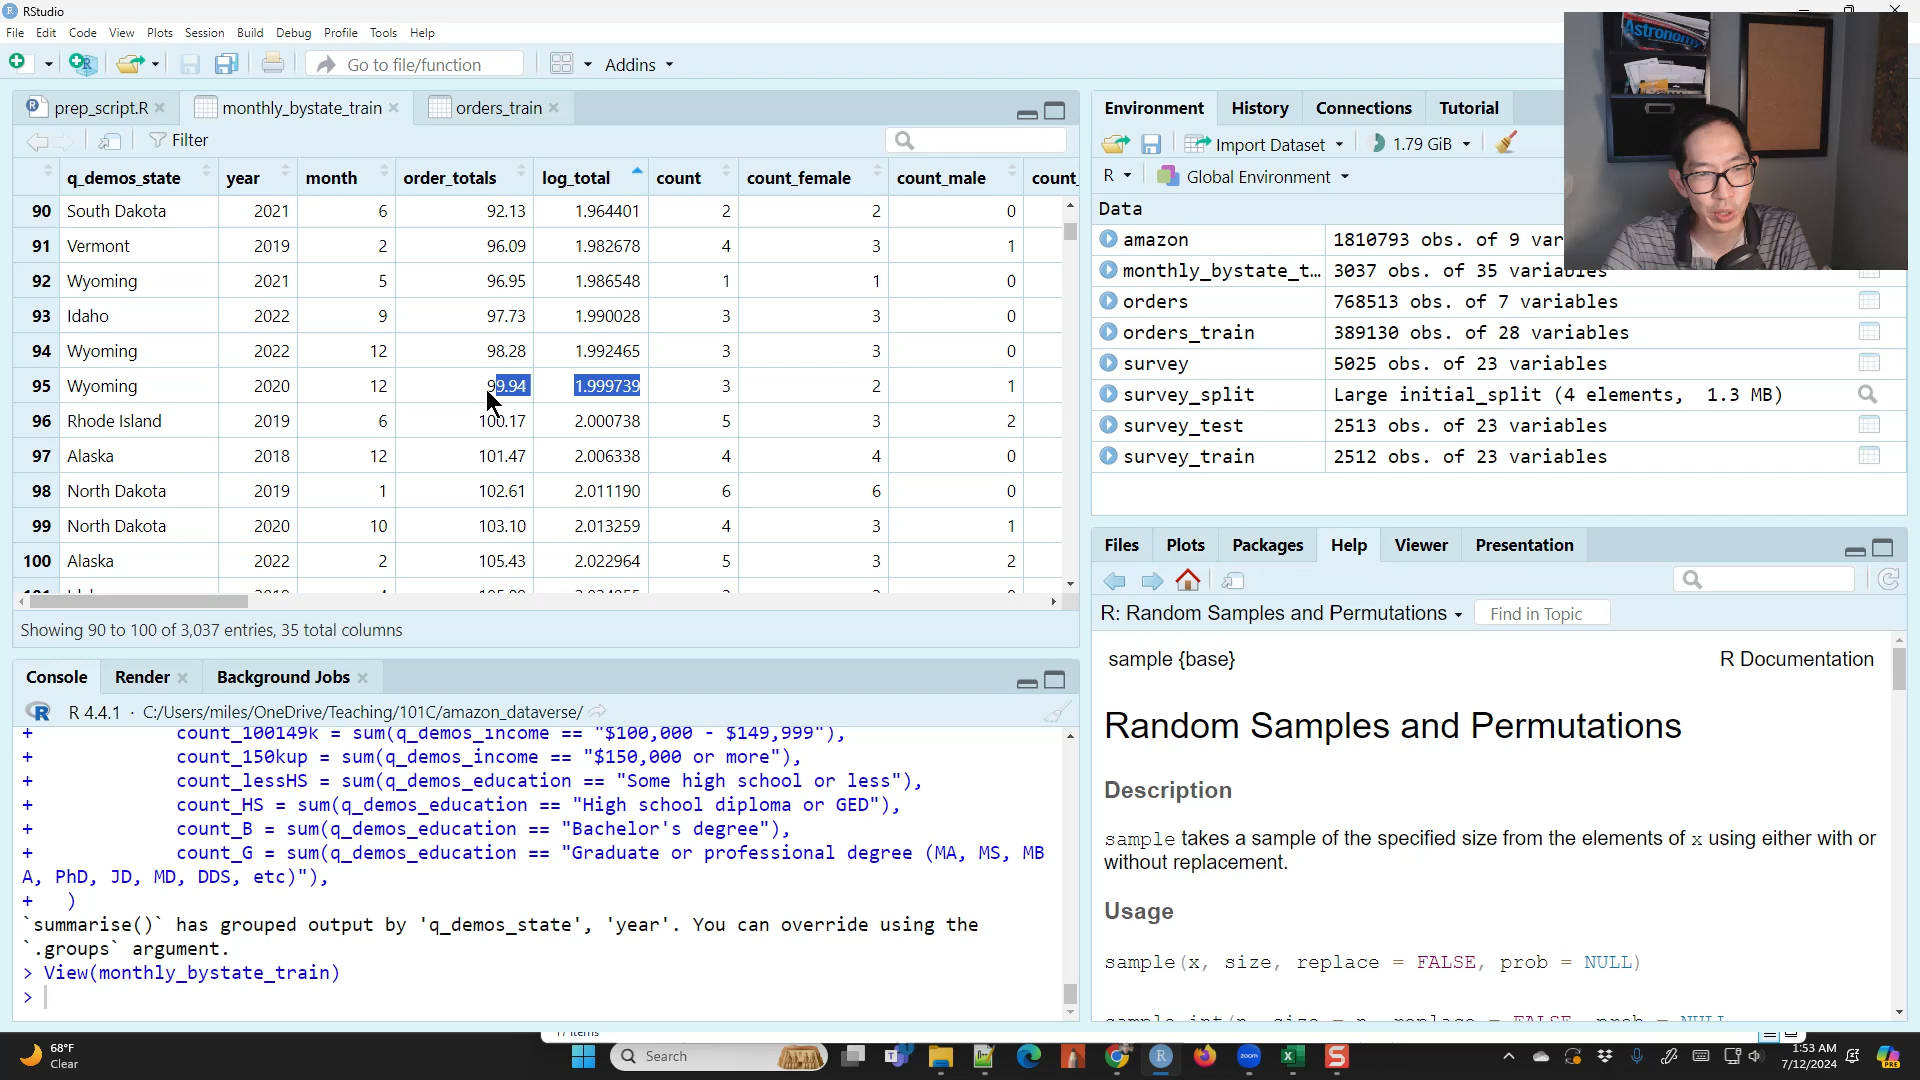 RStudio
File Edit Code View Plots Session Build Debug Profile Tools Help
Go to file/function Addins
prep_script.R monthly_bystate_train orders_train
Filter
q_demos_state year month order_totals log_total count count_female count_male count_
90 South Dakota 2021 6 92.13 1.964401 2 2 0
91 Vermont 2019 2 96.09 1.982678 4 3 1
92 Wyoming 2021 5 96.95 1.986548 1 1 0
93 Idaho 2022 9 97.73 1.990028 3 3 0
94 Wyoming 2022 12 98.28 1.992465 3 3 0
95 Wyoming 2020 12 99.94 1.999739 3 2 1
96 Rhode Island 2019 6 100.17 2.000738 5 3 2
97 Alaska 2018 12 101.47 2.006338 4 4 0
98 North Dakota 2019 1 102.61 2.011190 6 6 0
99 North Dakota 2020 10 103.10 2.013259 4 3 1
100 Alaska 2022 2 105.43 2.022964 5 3 2
Showing 90 to 100 of 3,037 entries, 35 total columns
Console Render Background Jobs
R 4.4.1 · C:/Users/miles/OneDrive/Teaching/101C/amazon_dataverse/
+ count_100149k = sum(q_demos_income == "$100,000 - $149,999"),
+ count_150kup = sum(q_demos_income == "$150,000 or more"),
+ count_lessHS = sum(q_demos_education == "Some high school or less"),
+ count_HS = sum(q_demos_education == "High school diploma or GED"),
+ count_B = sum(q_demos_education == "Bachelor's degree"),
+ count_G = sum(q_demos_education == "Graduate or professional degree (MA, MS, MB
A, PhD, JD, MD, DDS, etc)"),
+ )
`summarise()` has grouped output by 'q_demos_state', 'year'. You can override using the
`.groups` argument.
> View(monthly_bystate_train)
>
Environment History Connections Tutorial
Import Dataset 1.79 GiB
R Global Environment
Data
amazon 1810793 obs. of 9 var
monthly_bystate_t… 3037 obs. of 35 variables
orders 768513 obs. of 7 variables
orders_train 389130 obs. of 28 variables
survey 5025 obs. of 23 variables
survey_split Large initial_split (4 elements, 1.3 MB)
survey_test 2513 obs. of 23 variables
survey_train 2512 obs. of 23 variables
Files Plots Packages Help Viewer Presentation
R: Random Samples and Permutations Find in Topic
sample {base} R Documentation
Random Samples and Permutations
Description
sample takes a sample of the specified size from the elements of x using either with or
without replacement.
Usage
sample(x, size, replace = FALSE, prob = NULL)
Astronomy
68°F
Clear
Search
zoom
1:53 AM
7/12/2024